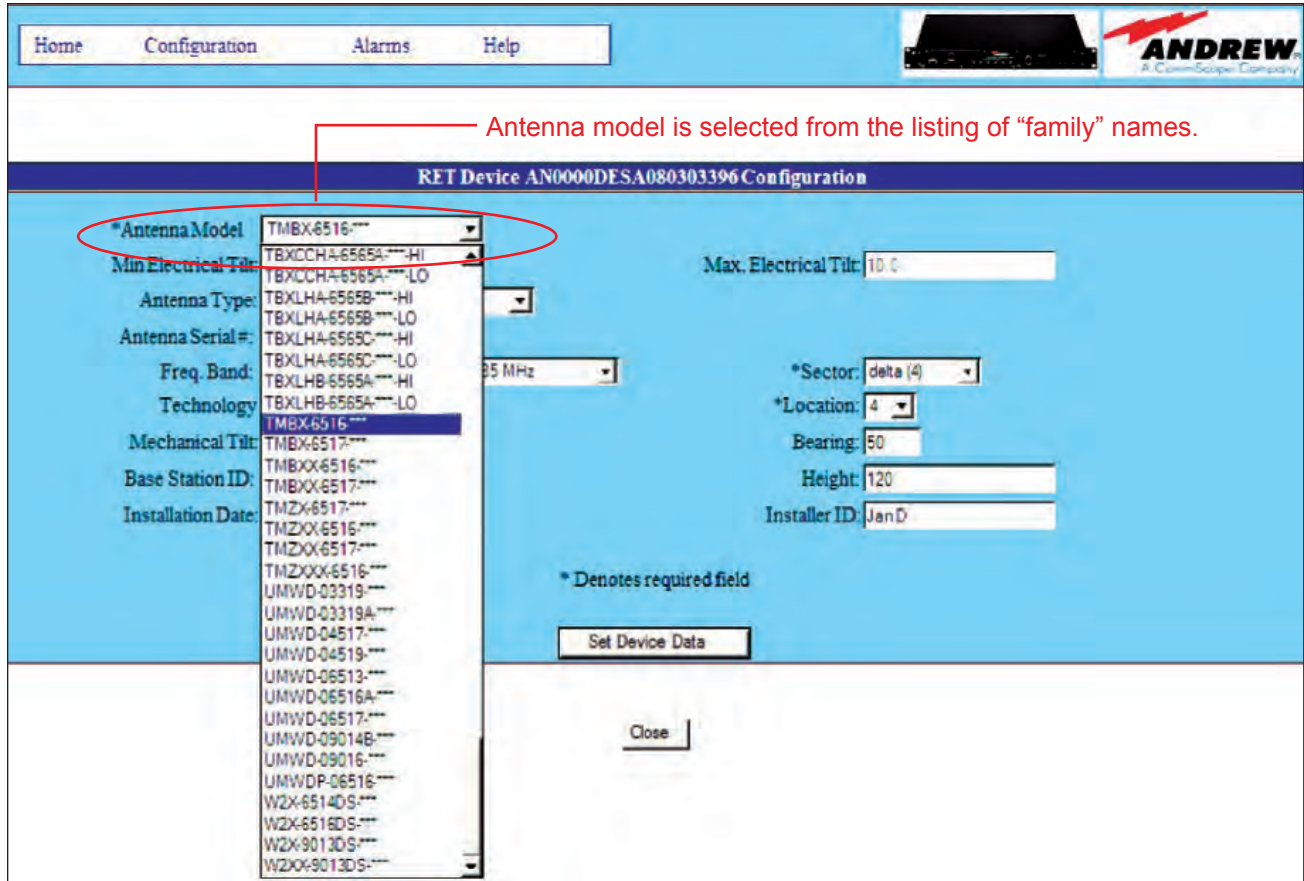 Home Configuration Alarms Help
ANDREW.
A CommScope Company
Antenna model is selected from the listing of “family” names.
RET Device AN0000DESA080303396 Configuration
*Antenna Model TMBX-6516-***
Min Electrical Tilt: Max. Electrical Tilt: 10.0
Antenna Type:
Antenna Serial #:
Freq. Band: 85 MHz *Sector: delta (4)
Technology *Location: 4
Mechanical Tilt: Bearing: 50
Base Station ID: Height: 120
Installation Date: Installer ID: Jan D
TBXCCHA-6565A-***-HI
TBXCCHA-6565A-***-LO
TBXLHA-6565B-***-HI
TBXLHA-6565B-***-LO
TBXLHA-6565C-***-HI
TBXLHA-6565C-***-LO
TBXLHB-6565A-***-HI
TBXLHB-6565A-***-LO
TMBX-6516-***
TMBX-6517-***
TMBXX-6516-***
TMBXX-6517-***
TMZX-6517-***
TMZXX-6516-***
TMZXX-6517-***
TMZXXX-6516-***
UMWD-03319-***
UMWD-03319A-***
UMWD-04517-***
UMWD-04519-***
UMWD-06513-***
UMWD-06516A-***
UMWD-06517-***
UMWD-09014B-***
UMWD-09016-***
UMWDP-06516-***
W2X-6514DS-***
W2X-6516DS-***
W2X-9013DS-***
W2XX-9013DS-***
* Denotes required field
Set Device Data
Close